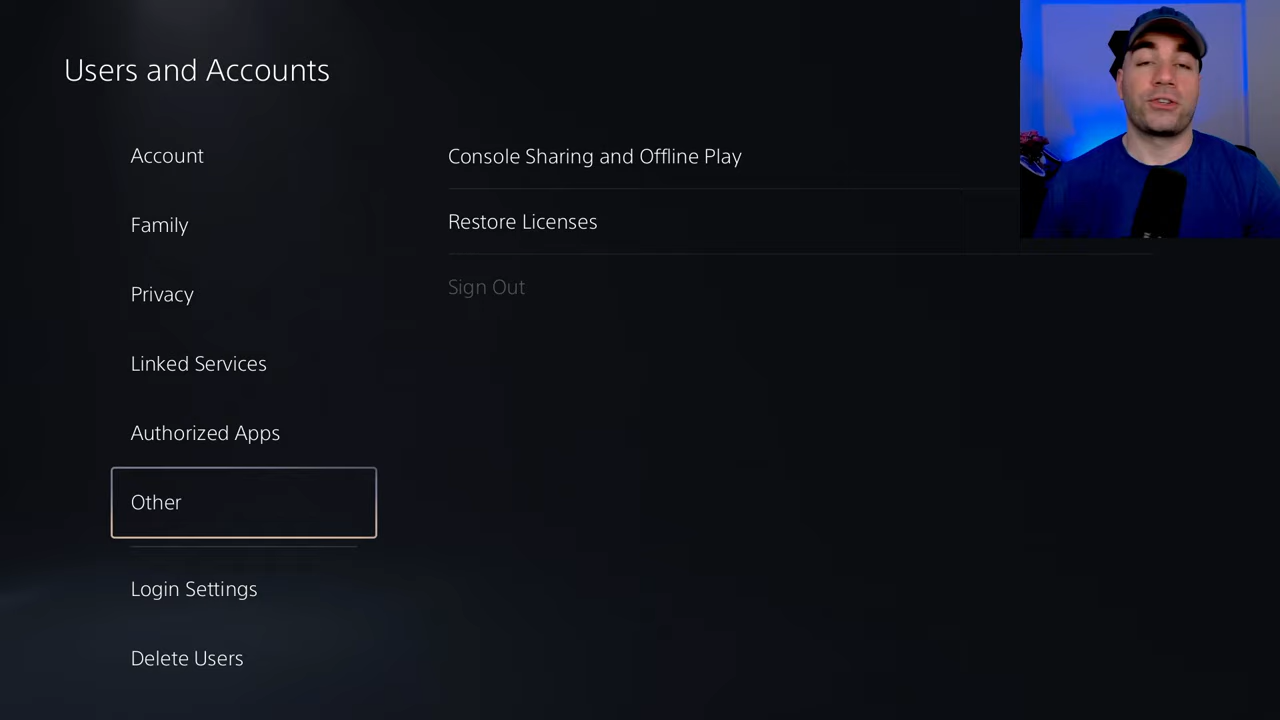 Users and Accounts
Account
Family
Privacy
Linked Services
Authorized Apps
Other
Login Settings
Delete Users
Console Sharing and Offline Play
Restore Licenses
Sign Out